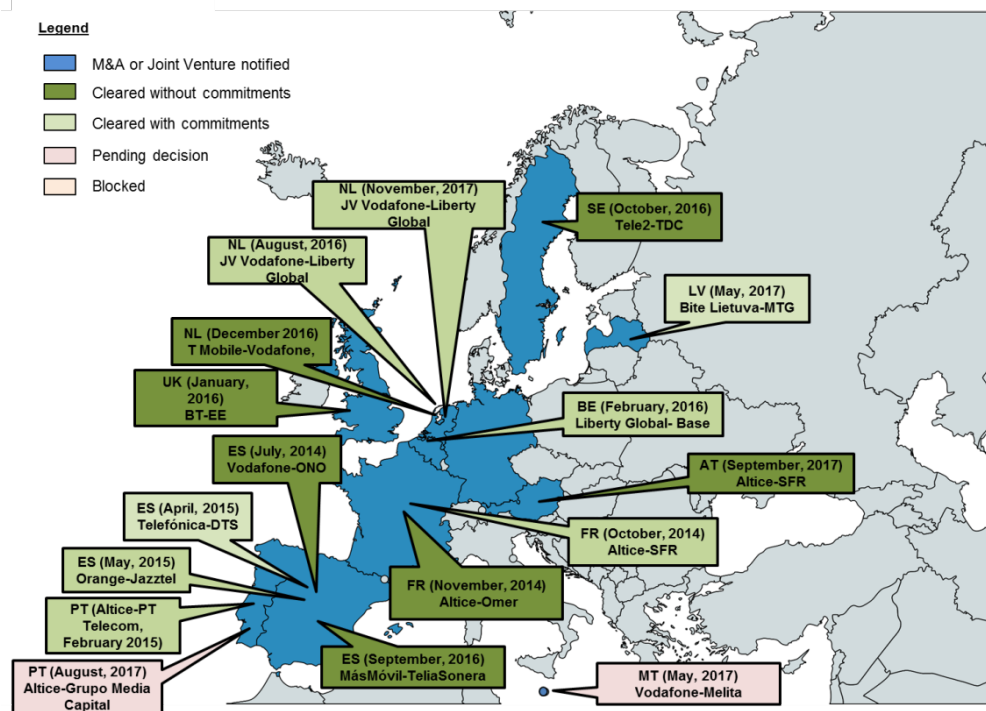 Legend
M&A or Joint Venture notified
Cleared without commitments
Cleared with commitments
Pending decision
Blocked
NL (November, 2017)
JV Vodafone-Liberty
Global
SE (October, 2016)
Tele2-TDC
NL (August, 2016)
JV Vodafone-Liberty
Global
LV (May, 2017)
Bite Lietuva-MTG
NL (December 2016)
T Mobile-Vodafone,
UK (January,
2016)
BT-EE
BE (February, 2016)
Liberty Global- Base
ES (July, 2014)
Vodafone-ONO
AT (September, 2017)
Altice-SFR
ES (April, 2015)
Telefónica-DTS
FR (October, 2014)
Altice-SFR
ES (May, 2015)
Orange-Jazztel
FR (November, 2014)
Altice-Omer
PT (Altice-PT
Telecom,
February 2015)
ES (September, 2016)
MásMóvil-TeliaSonera
PT (August, 2017)
Altice-Grupo Media
Capital
MT (May, 2017)
Vodafone-Melita